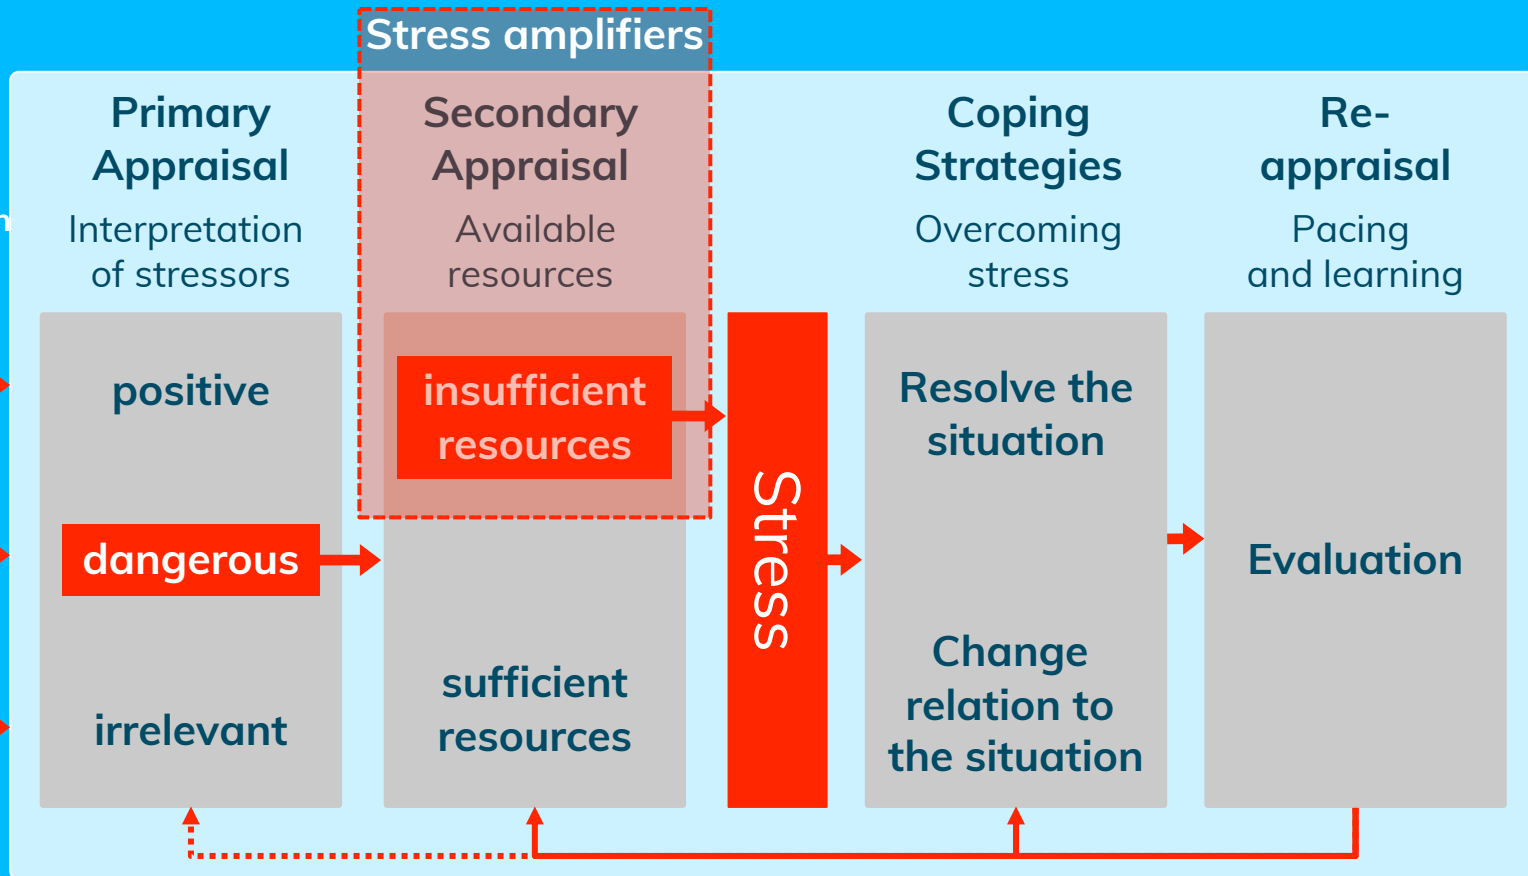 Stress amplifiers
Primary
Appraisal
Interpretation
of stressors
positive
dangerous
irrelevant
Secondary
Appraisal
Available
resources
insufficient
resources
sufficient
resources
Stress
Coping
Strategies
Overcoming
stress
Resolve the
situation
Change
relation to
the situation
Re-
appraisal
Pacing
and learning
Evaluation